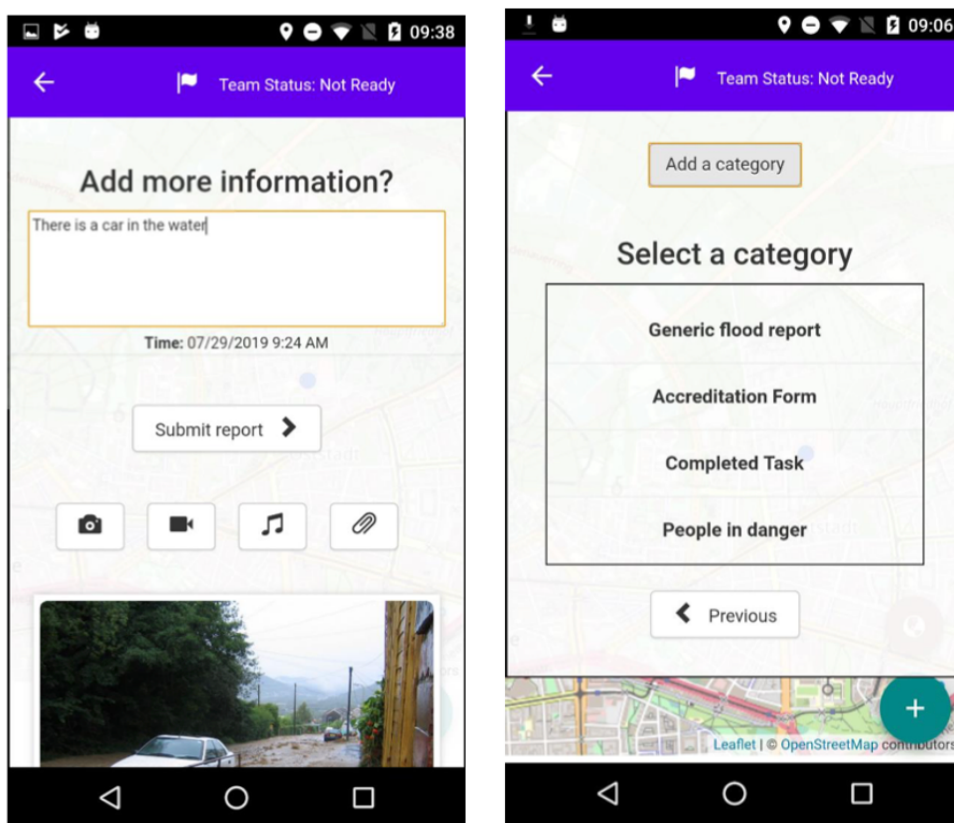 09:38
Team Status: Not Ready
Add more information?
There is a car in the water
Time: 07/29/2019 9:24 AM
Submit report
09:06
Team Status: Not Ready
Add a category
Select a category
Generic flood report
Accreditation Form
Completed Task
People in danger
Previous
Leaflet | © OpenStreetMap contributors